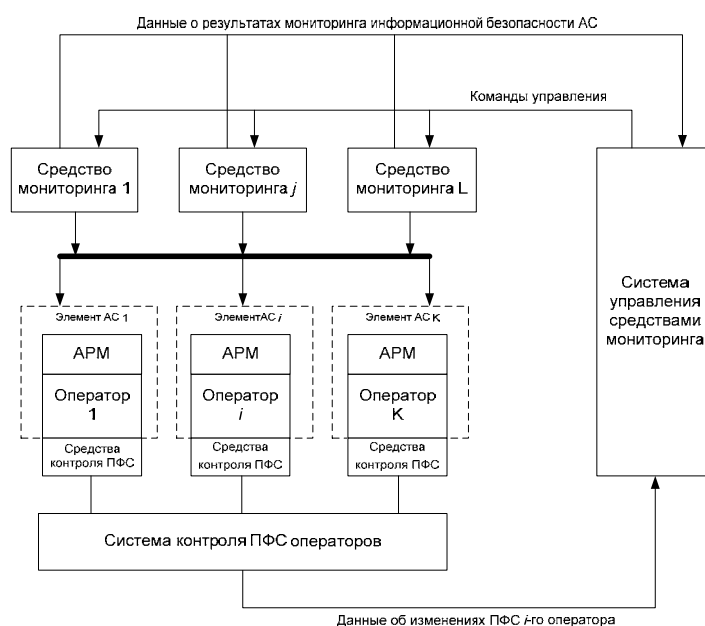 Данные о результатах мониторинга информационной безопасности АС
Команды управления
Средство
мониторинга 1
Средство
мониторинга j
Средство
мониторинга L
Система
управления
средствами
мониторинга
Элемент АС 1
ЭлементАС i
Элемент АС K
АРМ
АРМ
АРМ
Оператор
1
Оператор
i
Оператор
K
Средства
контроля ПФС
Средства
контроля ПФС
Средства
контроля ПФС
Система контроля ПФС операторов
Данные об изменениях ПФС i-го оператора